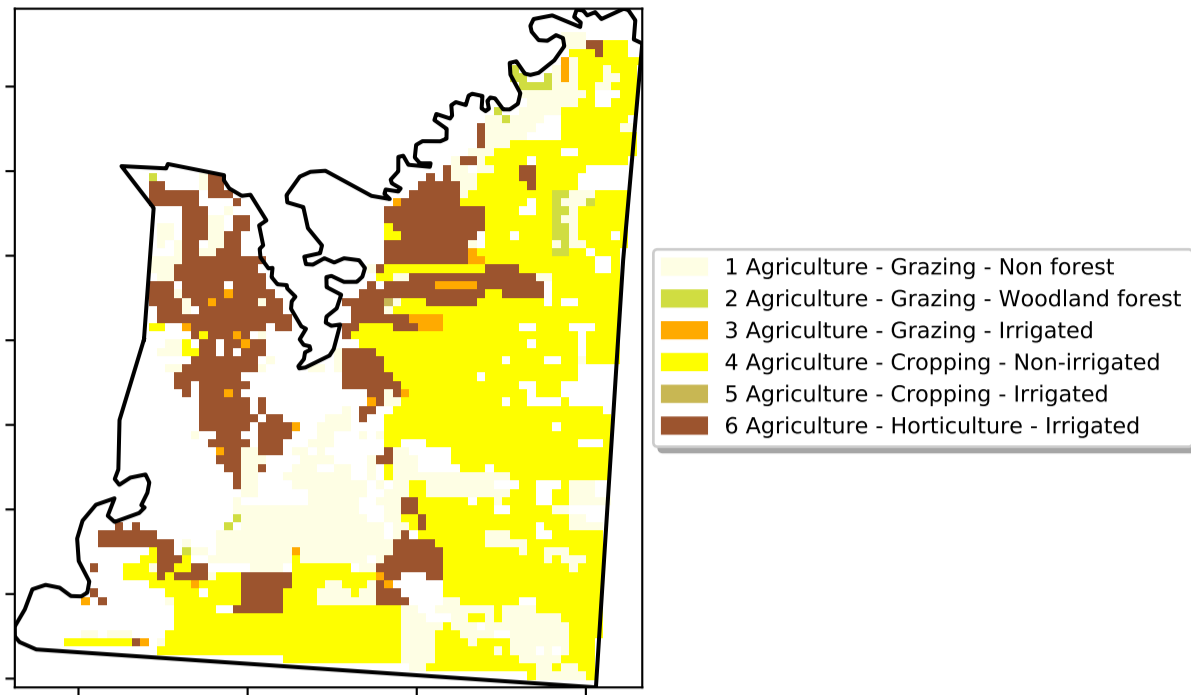 1 Agriculture - Grazing - Non forest
2 Agriculture - Grazing - Woodland forest
3 Agriculture - Grazing - Irrigated
4 Agriculture - Cropping - Non-irrigated
5 Agriculture - Cropping - Irrigated
6 Agriculture - Horticulture - Irrigated